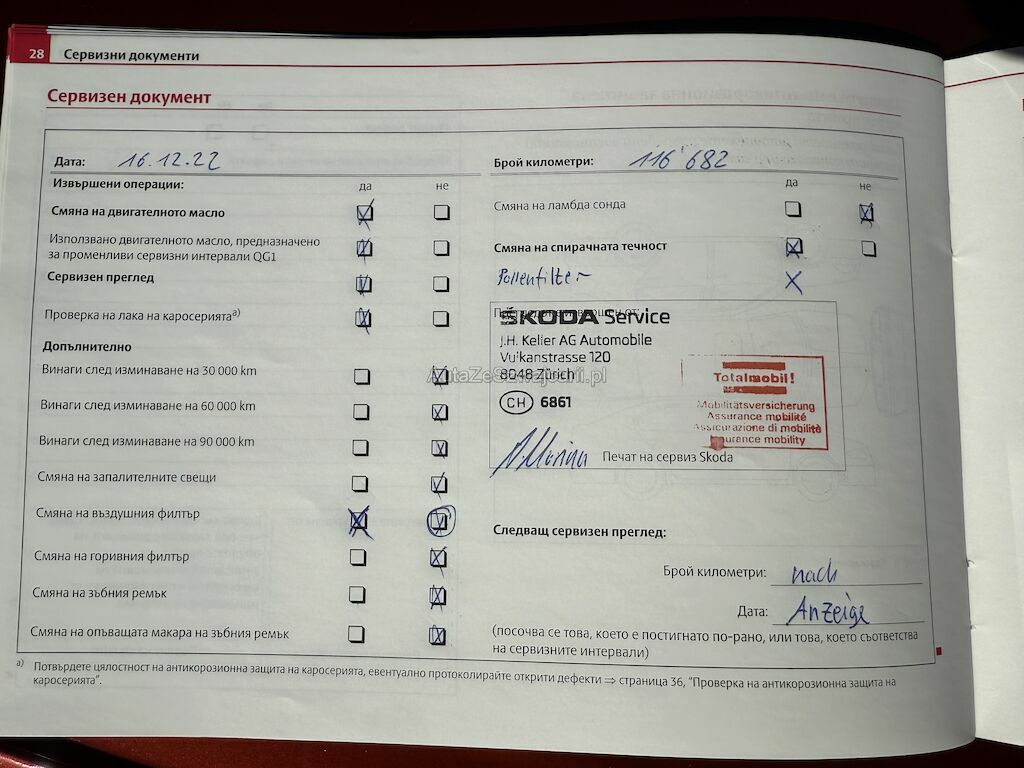 28 Сервизни документи
Сервизен документ
Дата: 16.12.22
Извършени операции: да не
Смяна на двигателното масло
Използвано двигателното масло, предназначено
за променливи сервизни интервали QG1
Сервизен преглед
Проверка на лака на каросерията a)
Допълнително
Винаги след изминаване на 30 000 km
Винаги след изминаване на 60 000 km
Винаги след изминаване на 90 000 km
Смяна на запалителните свещи
Смяна на въздушния филтър
Смяна на горивния филтър
Смяна на зъбния ремък
Смяна на опъващата макара на зъбния ремък
Брой километри: 116'682
да не
Смяна на ламбда сонда
Смяна на спирачната течност
Pollenfilter
ŠKODA Service
J.H. Keller AG Automobile
Vulkanstrasse 120
8048 Zürich
CH 6861
Totalmobil!
Mobilitätsversicherung
Assurance mobilité
Assicurazione di mobilità
Insurance mobility
Печат на сервиз Skoda
Следващ сервизен преглед:
Брой километри: nach
Дата: Anzeige
(посочва се това, което е постигнато по-рано, или това, което съответства
на сервизните интервали)
a) Потвърдете цялостност на антикорозионна защита на каросерията, евентуално протоколирайте открити дефекти ⇒ страница 36, "Проверка на антикорозионна защита на
каросерията".